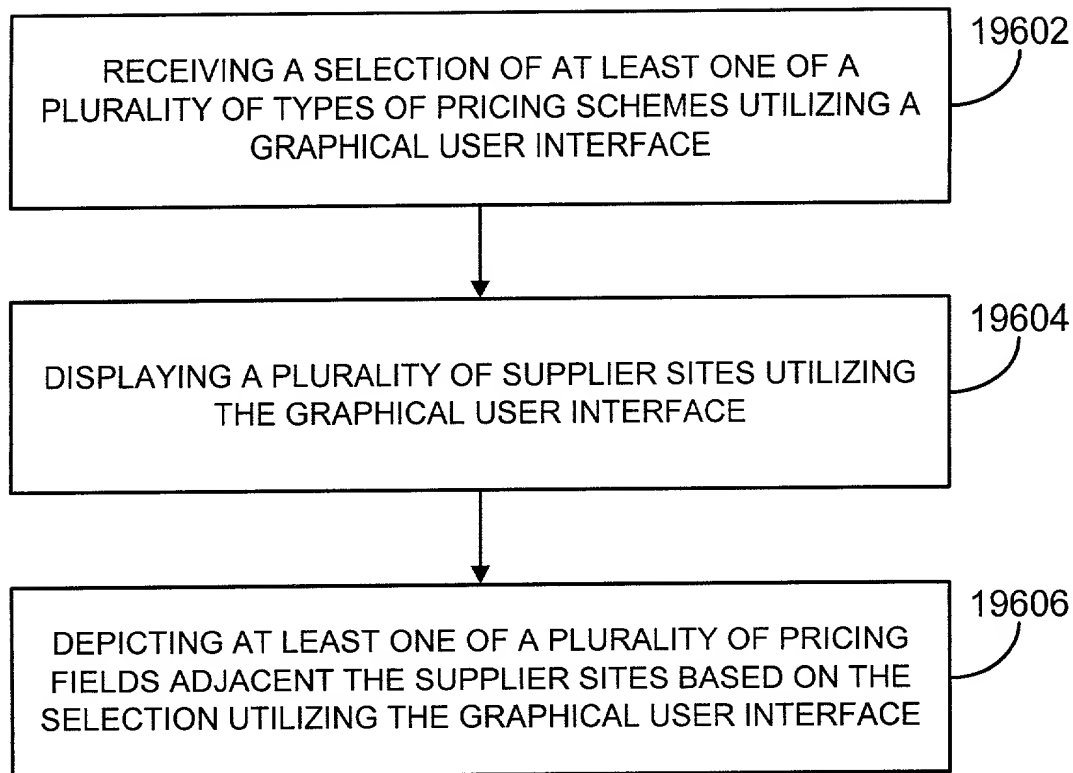 19602
RECEIVING A SELECTION OF AT LEAST ONE OF A
PLURALITY OF TYPES OF PRICING SCHEMES UTILIZING A
GRAPHICAL USER INTERFACE
19604
DISPLAYING A PLURALITY OF SUPPLIER SITES UTILIZING
THE GRAPHICAL USER INTERFACE
19606
DEPICTING AT LEAST ONE OF A PLURALITY OF PRICING
FIELDS ADJACENT THE SUPPLIER SITES BASED ON THE
SELECTION UTILIZING THE GRAPHICAL USER INTERFACE